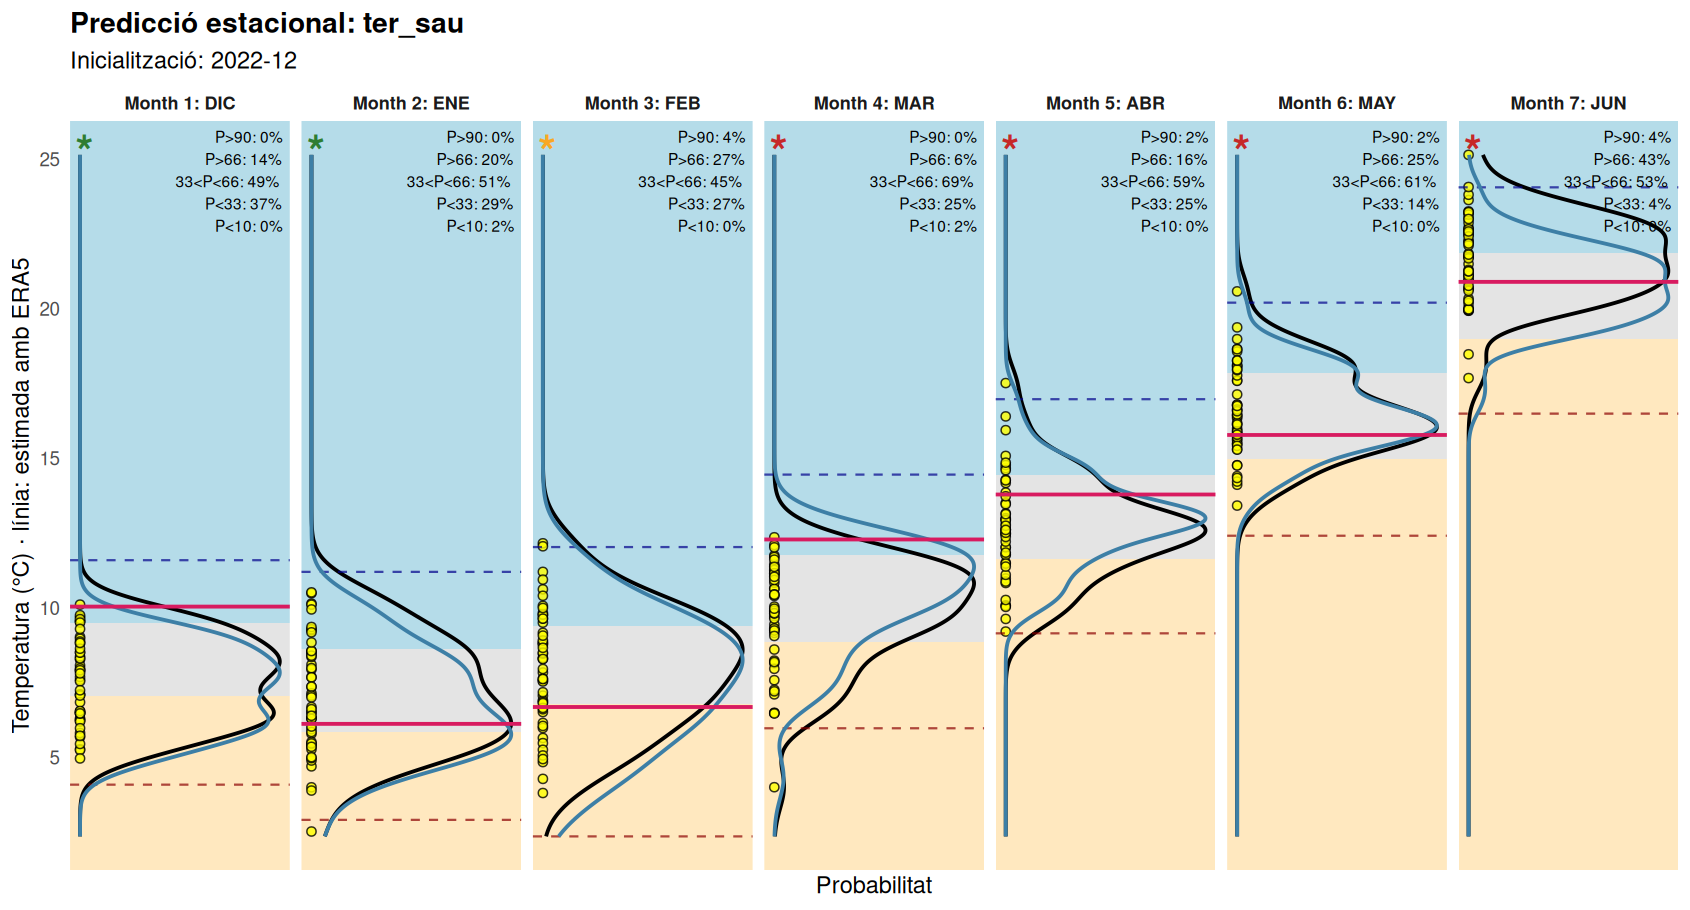 Predicció estacional: ter_sau
Inicialització: 2022-12
Month 1: DIC
Month 2: ENE
Month 3: FEB
Month 4: MAR
Month 5: ABR
Month 6: MAY
Month 7: JUN
P>90: 0%
P>66: 14%
33<P<66: 49%
P<33: 37%
P<10: 0%
P>90: 0%
P>66: 20%
33<P<66: 51%
P<33: 29%
P<10: 2%
P>90: 4%
P>66: 27%
33<P<66: 45%
P<33: 27%
P<10: 0%
P>90: 0%
P>66: 6%
33<P<66: 69%
P<33: 25%
P<10: 2%
P>90: 2%
P>66: 16%
33<P<66: 59%
P<33: 25%
P<10: 0%
P>90: 2%
P>66: 25%
33<P<66: 61%
P<33: 14%
P<10: 0%
P>90: 4%
P>66: 43%
33<P<66: 53%
P<33: 4%
P<10: 0%
25
20
15
10
5
Temperatura (°C) · línia: estimada amb ERA5
Probabilitat